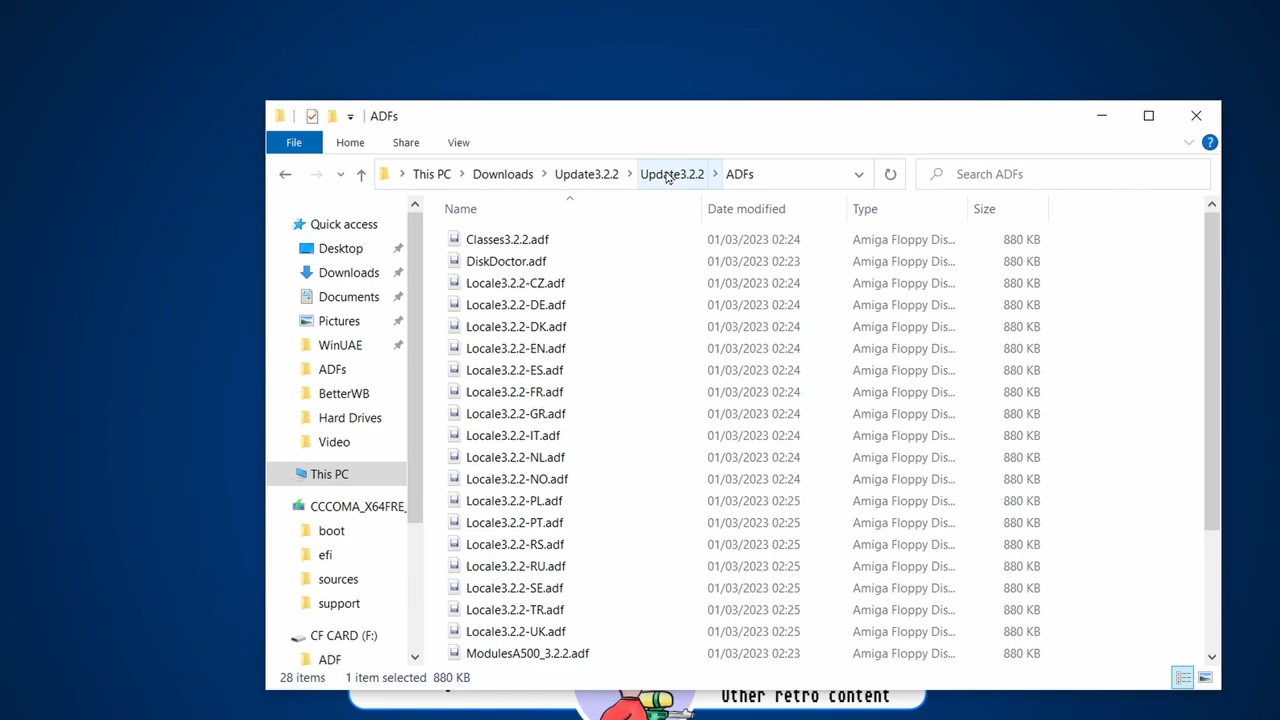 ADFs
File Home Share View
This PC Downloads Update3.2.2 Update3.2.2 ADFs Search ADFs
Name Date modified Type Size
Quick access
Desktop
Downloads
Documents
Pictures
WinUAE
ADFs
BetterWB
Hard Drives
Video
This PC
CCCOMA_X64FRE_
boot
efi
sources
support
CF CARD (F:)
ADF
Classes3.2.2.adf 01/03/2023 02:24 Amiga Floppy Dis... 880 KB
DiskDoctor.adf 01/03/2023 02:23 Amiga Floppy Dis... 880 KB
Locale3.2.2-CZ.adf 01/03/2023 02:24 Amiga Floppy Dis... 880 KB
Locale3.2.2-DE.adf 01/03/2023 02:24 Amiga Floppy Dis... 880 KB
Locale3.2.2-DK.adf 01/03/2023 02:24 Amiga Floppy Dis... 880 KB
Locale3.2.2-EN.adf 01/03/2023 02:24 Amiga Floppy Dis... 880 KB
Locale3.2.2-ES.adf 01/03/2023 02:24 Amiga Floppy Dis... 880 KB
Locale3.2.2-FR.adf 01/03/2023 02:24 Amiga Floppy Dis... 880 KB
Locale3.2.2-GR.adf 01/03/2023 02:24 Amiga Floppy Dis... 880 KB
Locale3.2.2-IT.adf 01/03/2023 02:24 Amiga Floppy Dis... 880 KB
Locale3.2.2-NL.adf 01/03/2023 02:24 Amiga Floppy Dis... 880 KB
Locale3.2.2-NO.adf 01/03/2023 02:24 Amiga Floppy Dis... 880 KB
Locale3.2.2-PL.adf 01/03/2023 02:25 Amiga Floppy Dis... 880 KB
Locale3.2.2-PT.adf 01/03/2023 02:25 Amiga Floppy Dis... 880 KB
Locale3.2.2-RS.adf 01/03/2023 02:25 Amiga Floppy Dis... 880 KB
Locale3.2.2-RU.adf 01/03/2023 02:25 Amiga Floppy Dis... 880 KB
Locale3.2.2-SE.adf 01/03/2023 02:25 Amiga Floppy Dis... 880 KB
Locale3.2.2-TR.adf 01/03/2023 02:25 Amiga Floppy Dis... 880 KB
Locale3.2.2-UK.adf 01/03/2023 02:25 Amiga Floppy Dis... 880 KB
ModulesA500_3.2.2.adf 01/03/2023 02:23 Amiga Floppy Dis... 880 KB
28 items 1 item selected 880 KB
Other retro content